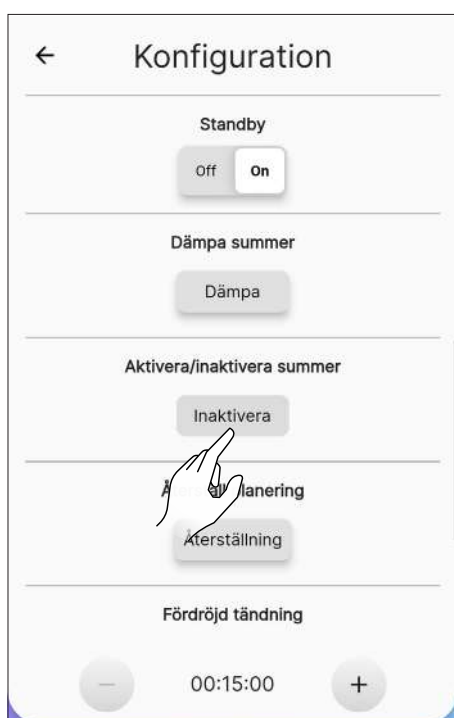 Konfiguration
Standby
Off On
Dämpa summer
Dämpa
Aktivera/inaktivera summer
Inaktivera
Återställning
Fördröjd tändning
00:15:00